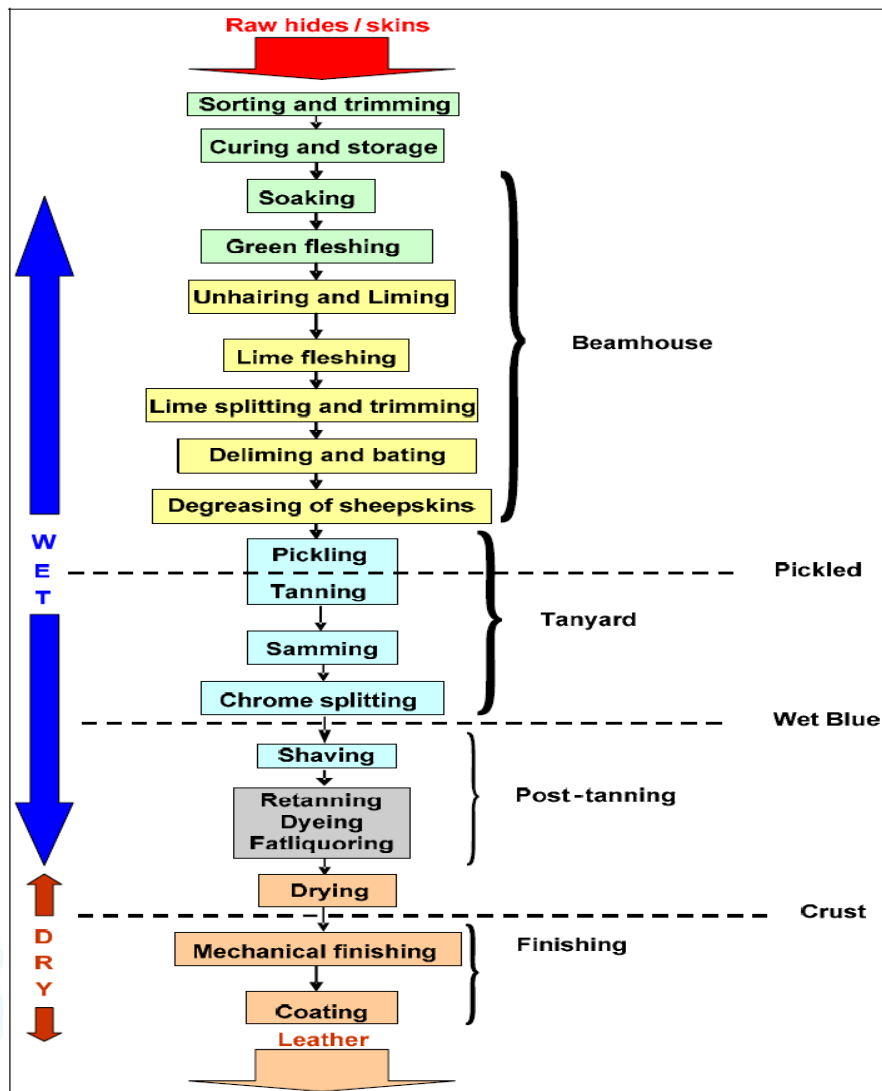 Raw hides / skins
Sorting and trimming
Curing and storage
Soaking
Green fleshing
Unhairing and Liming
Beamhouse
Lime fleshing
Lime splitting and trimming
Deliming and bating
Degreasing of sheepskins
WET
Pickling
Pickled
Tanning
Tanyard
Samming
Chrome splitting
Wet Blue
Shaving
Post-tanning
Retanning
Dyeing
Fatliquoring
Drying
Crust
DRY
Mechanical finishing
Finishing
Coating
Leather